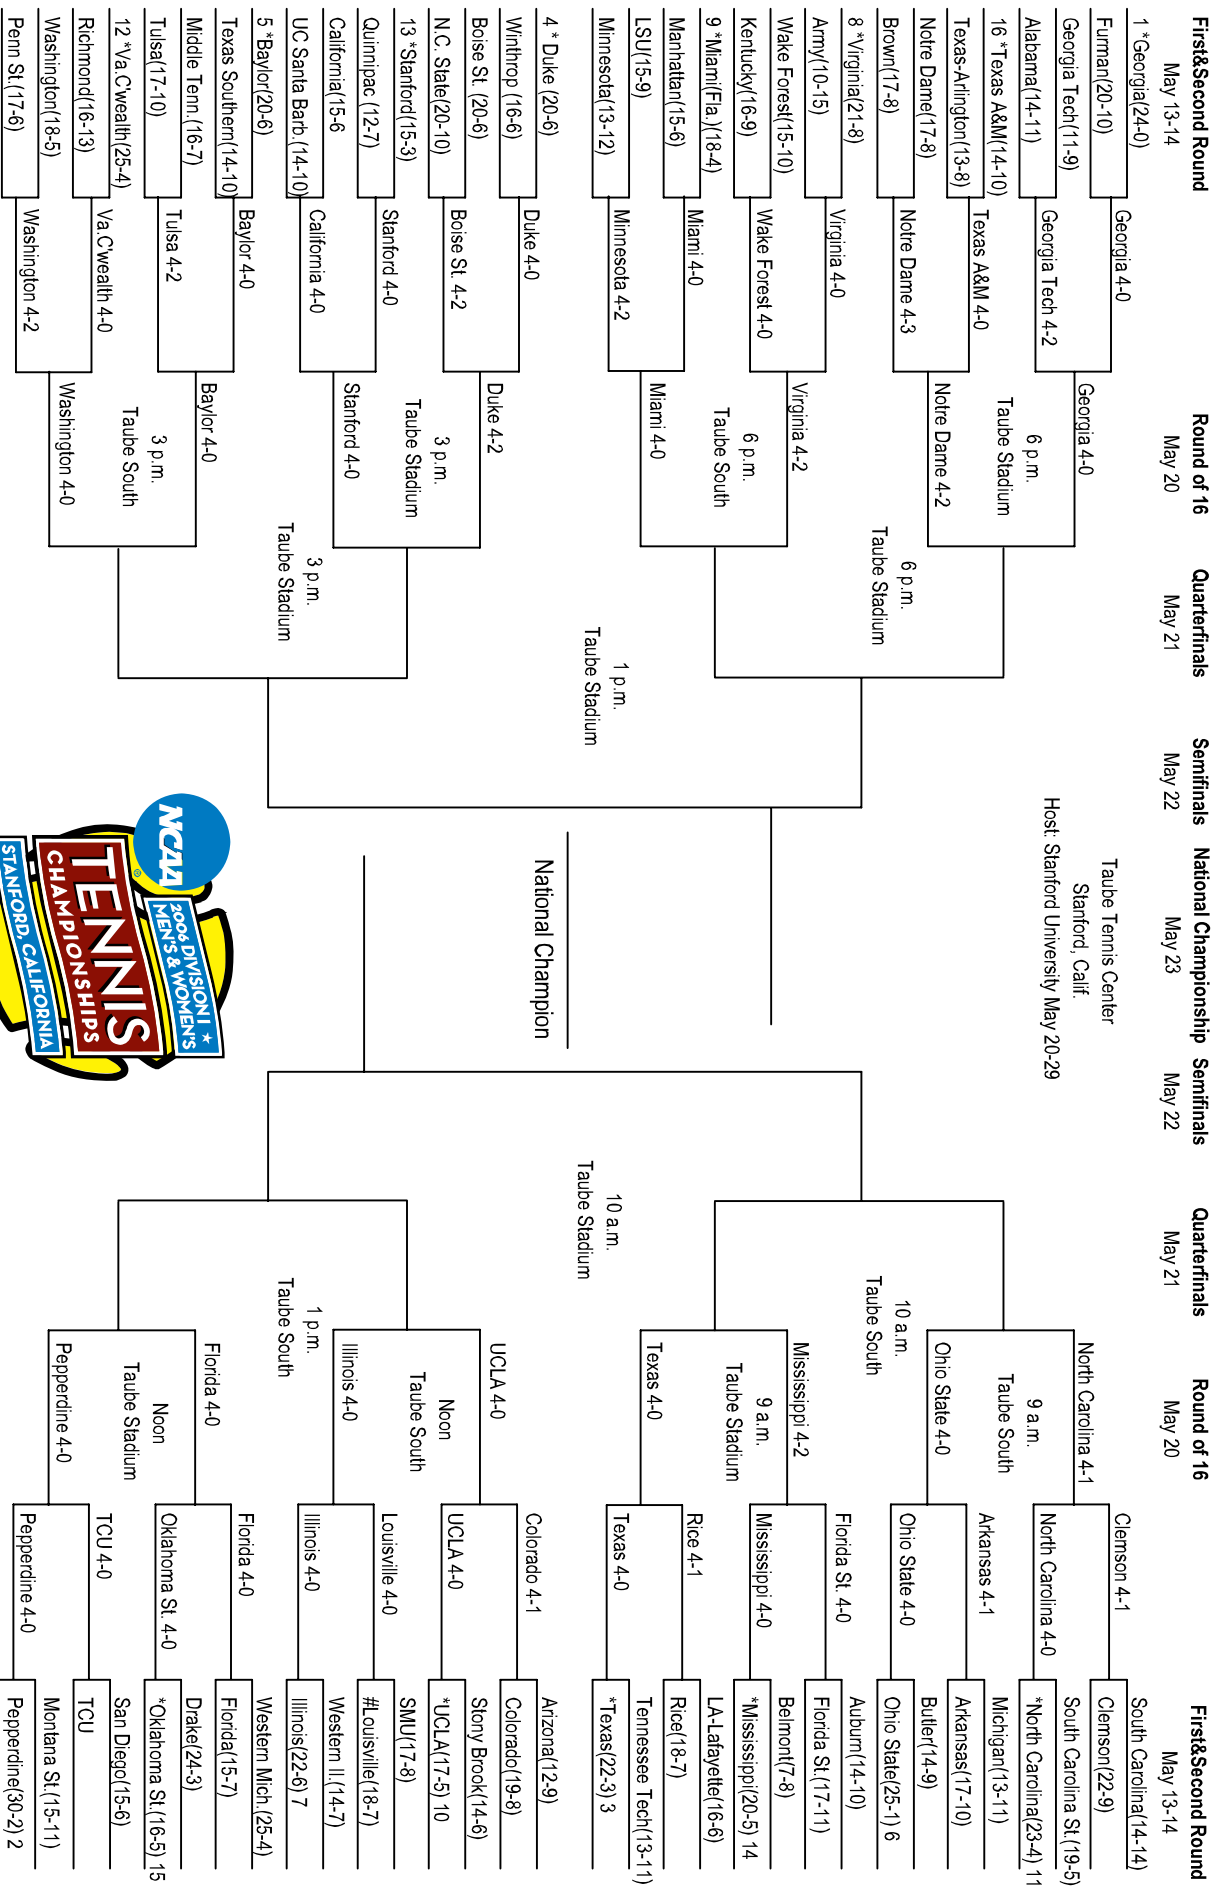 First&Second Round
May 13-14
Round of 16
May 20
Quarterfinals
May 21
Semifinals
May 22
National Championship
May 23
Semifinals
May 22
Quarterfinals
May 21
Round of 16
May 20
First&Second Round
May 13-14
Taube Tennis Center
Stanford, Calif.
Host: Stanford University May 20-29
1 *Georgia(24-0)
Furman(20-10)
Georgia Tech(11-9)
Alabama(14-11)
16 *Texas A&M(14-10)
Texas-Arlington(13-8)
Notre Dame(17-8)
Brown(17-8)
8 *Virginia(21-8)
Army(10-15)
Wake Forest(15-10)
Kentucky(16-9)
9 *Miami(Fla.)(18-4)
Manhattan(15-6)
LSU(15-9)
Minnesota(13-12)
4 * Duke (20-6)
Winthrop (16-6)
Boise St. (20-6)
N.C. State(20-10)
13 *Stanford(15-3)
Quinnipac (12-7)
California(15-6
UC Santa Barb.(14-10)
5 *Baylor(20-6)
Texas Southern(14-10)
Middle Tenn.(16-7)
Tulsa(17-10)
12 *Va.C'wealth(25-4)
Richmond(16-13)
Washington(18-5)
Penn St.(17-6)
Georgia 4-0
Georgia Tech 4-2
Texas A&M 4-0
Notre Dame 4-3
Virginia 4-0
Wake Forest 4-0
Miami 4-0
Minnesota 4-2
Duke 4-0
Boise St. 4-2
Stanford 4-0
California 4-0
Baylor 4-0
Tulsa 4-2
Va.C'wealth 4-0
Washington 4-2
Georgia 4-0
6 p.m.
Taube Stadium
Notre Dame 4-2
Virginia 4-2
6 p.m.
Taube South
Miami 4-0
Duke 4-2
3 p.m.
Taube Stadium
Stanford 4-0
Baylor 4-0
3 p.m.
Taube South
Washington 4-0
6 p.m.
Taube Stadium
3 p.m.
Taube Stadium
1 p.m.
Taube Stadium
National Champion
NCAA
®
2006 DIVISION I
MEN'S & WOMEN'S
TENNIS
CHAMPIONSHIPS
STANFORD, CALIFORNIA
10 a.m.
Taube Stadium
10 a.m.
Taube South
1 p.m.
Taube South
North Carolina 4-1
9 a.m.
Taube South
Ohio State 4-0
Mississippi 4-2
9 a.m.
Taube Stadium
Texas 4-0
UCLA 4-0
Noon
Taube South
Illinois 4-0
Florida 4-0
Noon
Taube Stadium
Pepperdine 4-0
Clemson 4-1
North Carolina 4-0
Arkansas 4-1
Ohio State 4-0
Florida St. 4-0
Mississippi 4-0
Rice 4-1
Texas 4-0
Colorado 4-1
UCLA 4-0
Louisville 4-0
Illinois 4-0
Florida 4-0
Oklahoma St. 4-0
TCU 4-0
Pepperdine 4-0
South Carolina(14-14)
Clemson(22-9)
South Carolina St.(19-5)
*North Carolina(23-4) 11
Michigan(13-11)
Arkansas(17-10)
Butler(14-9)
Ohio State(25-1) 6
Auburn(14-10)
Florida St.(17-11)
Belmont(7-8)
*Mississippi(20-5) 14
LA-Lafayette(16-6)
Rice(18-7)
Tennessee Tech(13-11)
*Texas(22-3) 3
Arizona(12-9)
Colorado(19-8)
Stony Brook(14-6)
*UCLA(17-5) 10
SMU(17-8)
#Louisville(18-7)
Western Il.(14-7)
Illinois(22-6) 7
Western Mich.(25-4)
Florida(15-7)
Drake(24-3)
*Oklahoma St.(16-5) 15
San Diego(15-6)
TCU
Montana St.(15-11)
Pepperdine(30-2) 2